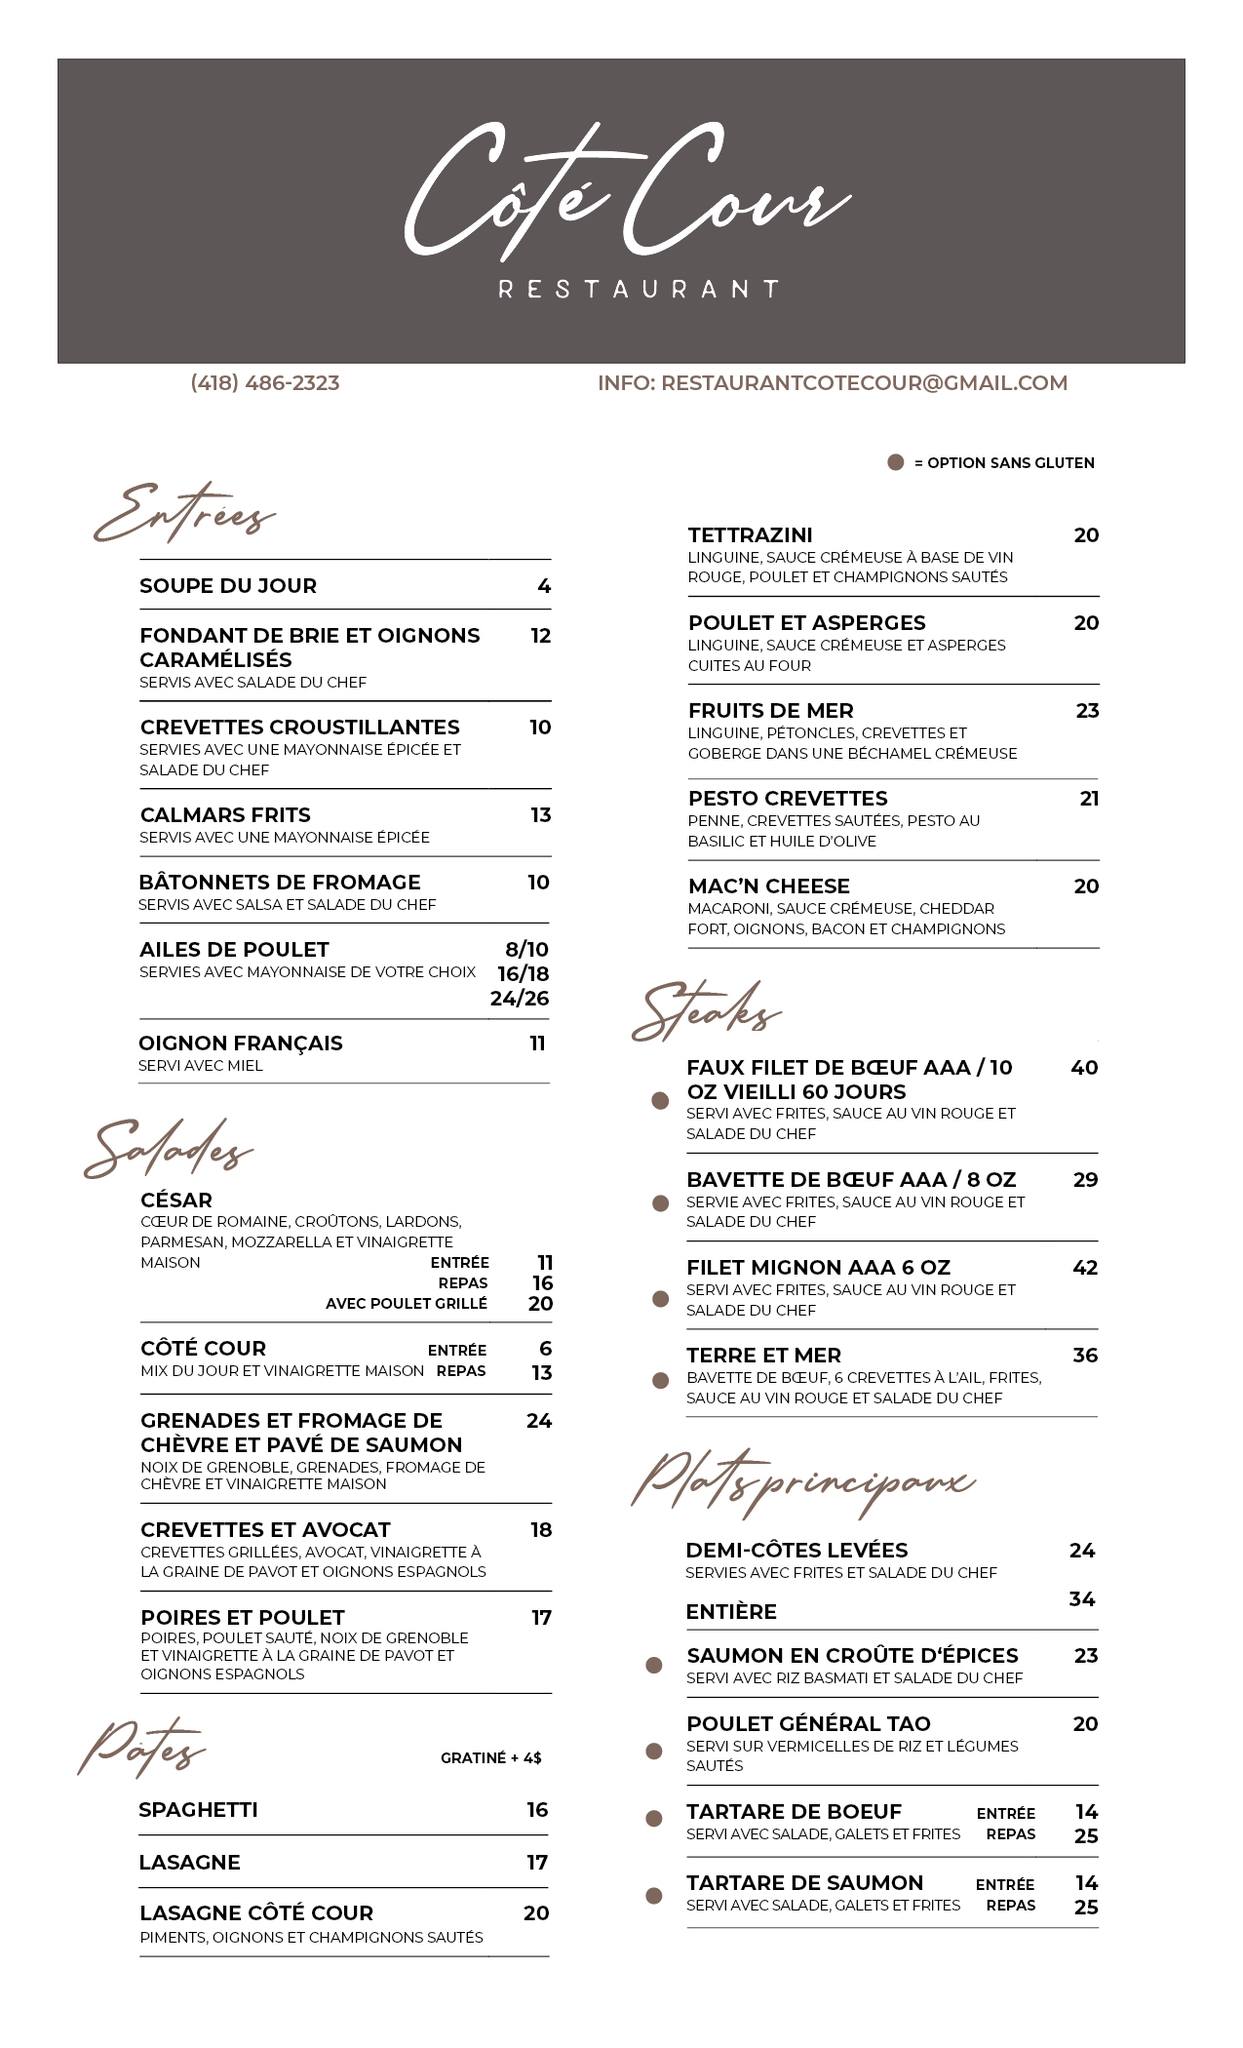 Côté Cour
RESTAURANT
(418) 486-2323
INFO: RESTAURANTCOTECOUR@GMAIL.COM
= OPTION SANS GLUTEN
Entrées
SOUPE DU JOUR 4
FONDANT DE BRIE ET OIGNONS 12
CARAMÉLISÉS
SERVIS AVEC SALADE DU CHEF
CREVETTES CROUSTILLANTES 10
SERVIES AVEC UNE MAYONNAISE ÉPICÉE ET
SALADE DU CHEF
CALMARS FRITS 13
SERVIS AVEC UNE MAYONNAISE ÉPICÉE
BÂTONNETS DE FROMAGE 10
SERVIS AVEC SALSA ET SALADE DU CHEF
AILES DE POULET 8/10
SERVIES AVEC MAYONNAISE DE VOTRE CHOIX 16/18
24/26
OIGNON FRANÇAIS 11
SERVI AVEC MIEL
Salades
CÉSAR
CŒUR DE ROMAINE, CROÛTONS, LARDONS,
PARMESAN, MOZZARELLA ET VINAIGRETTE
MAISON ENTRÉE 11
REPAS 16
AVEC POULET GRILLÉ 20
CÔTÉ COUR ENTRÉE 6
MIX DU JOUR ET VINAIGRETTE MAISON REPAS 13
GRENADES ET FROMAGE DE 24
CHÈVRE ET PAVÉ DE SAUMON
NOIX DE GRENOBLE, GRENADES, FROMAGE DE
CHÈVRE ET VINAIGRETTE MAISON
CREVETTES ET AVOCAT 18
CREVETTES GRILLÉES, AVOCAT, VINAIGRETTE À
LA GRAINE DE PAVOT ET OIGNONS ESPAGNOLS
POIRES ET POULET 17
POIRES, POULET SAUTÉ, NOIX DE GRENOBLE
ET VINAIGRETTE À LA GRAINE DE PAVOT ET
OIGNONS ESPAGNOLS
Pâtes
GRATINÉ + 4$
SPAGHETTI 16
LASAGNE 17
LASAGNE CÔTÉ COUR 20
PIMENTS, OIGNONS ET CHAMPIGNONS SAUTÉS
TETTRAZINI 20
LINGUINE, SAUCE CRÉMEUSE À BASE DE VIN
ROUGE, POULET ET CHAMPIGNONS SAUTÉS
POULET ET ASPERGES 20
LINGUINE, SAUCE CRÉMEUSE ET ASPERGES
CUITES AU FOUR
FRUITS DE MER 23
LINGUINE, PÉTONCLES, CREVETTES ET
GOBERGE DANS UNE BÉCHAMEL CRÉMEUSE
PESTO CREVETTES 21
PENNE, CREVETTES SAUTÉES, PESTO AU
BASILIC ET HUILE D'OLIVE
MAC’N CHEESE 20
MACARONI, SAUCE CRÉMEUSE, CHEDDAR
FORT, OIGNONS, BACON ET CHAMPIGNONS
Steaks
FAUX FILET DE BŒUF AAA / 10 40
OZ VIEILLI 60 JOURS
SERVI AVEC FRITES, SAUCE AU VIN ROUGE ET
SALADE DU CHEF
BAVETTE DE BŒUF AAA / 8 OZ 29
SERVIE AVEC FRITES, SAUCE AU VIN ROUGE ET
SALADE DU CHEF
FILET MIGNON AAA 6 OZ 42
SERVI AVEC FRITES, SAUCE AU VIN ROUGE ET
SALADE DU CHEF
TERRE ET MER 36
BAVETTE DE BŒUF, 6 CREVETTES À L'AIL, FRITES,
SAUCE AU VIN ROUGE ET SALADE DU CHEF
Plats principaux
DEMI-CÔTES LEVÉES 24
SERVIES AVEC FRITES ET SALADE DU CHEF
ENTIÈRE 34
SAUMON EN CROÛTE D‘ÉPICES 23
SERVI AVEC RIZ BASMATI ET SALADE DU CHEF
POULET GÉNÉRAL TAO 20
SERVI SUR VERMICELLES DE RIZ ET LÉGUMES
SAUTÉS
TARTARE DE BOEUF ENTRÉE 14
SERVI AVEC SALADE, GALETS ET FRITES REPAS 25
TARTARE DE SAUMON ENTRÉE 14
SERVI AVEC SALADE, GALETS ET FRITES REPAS 25